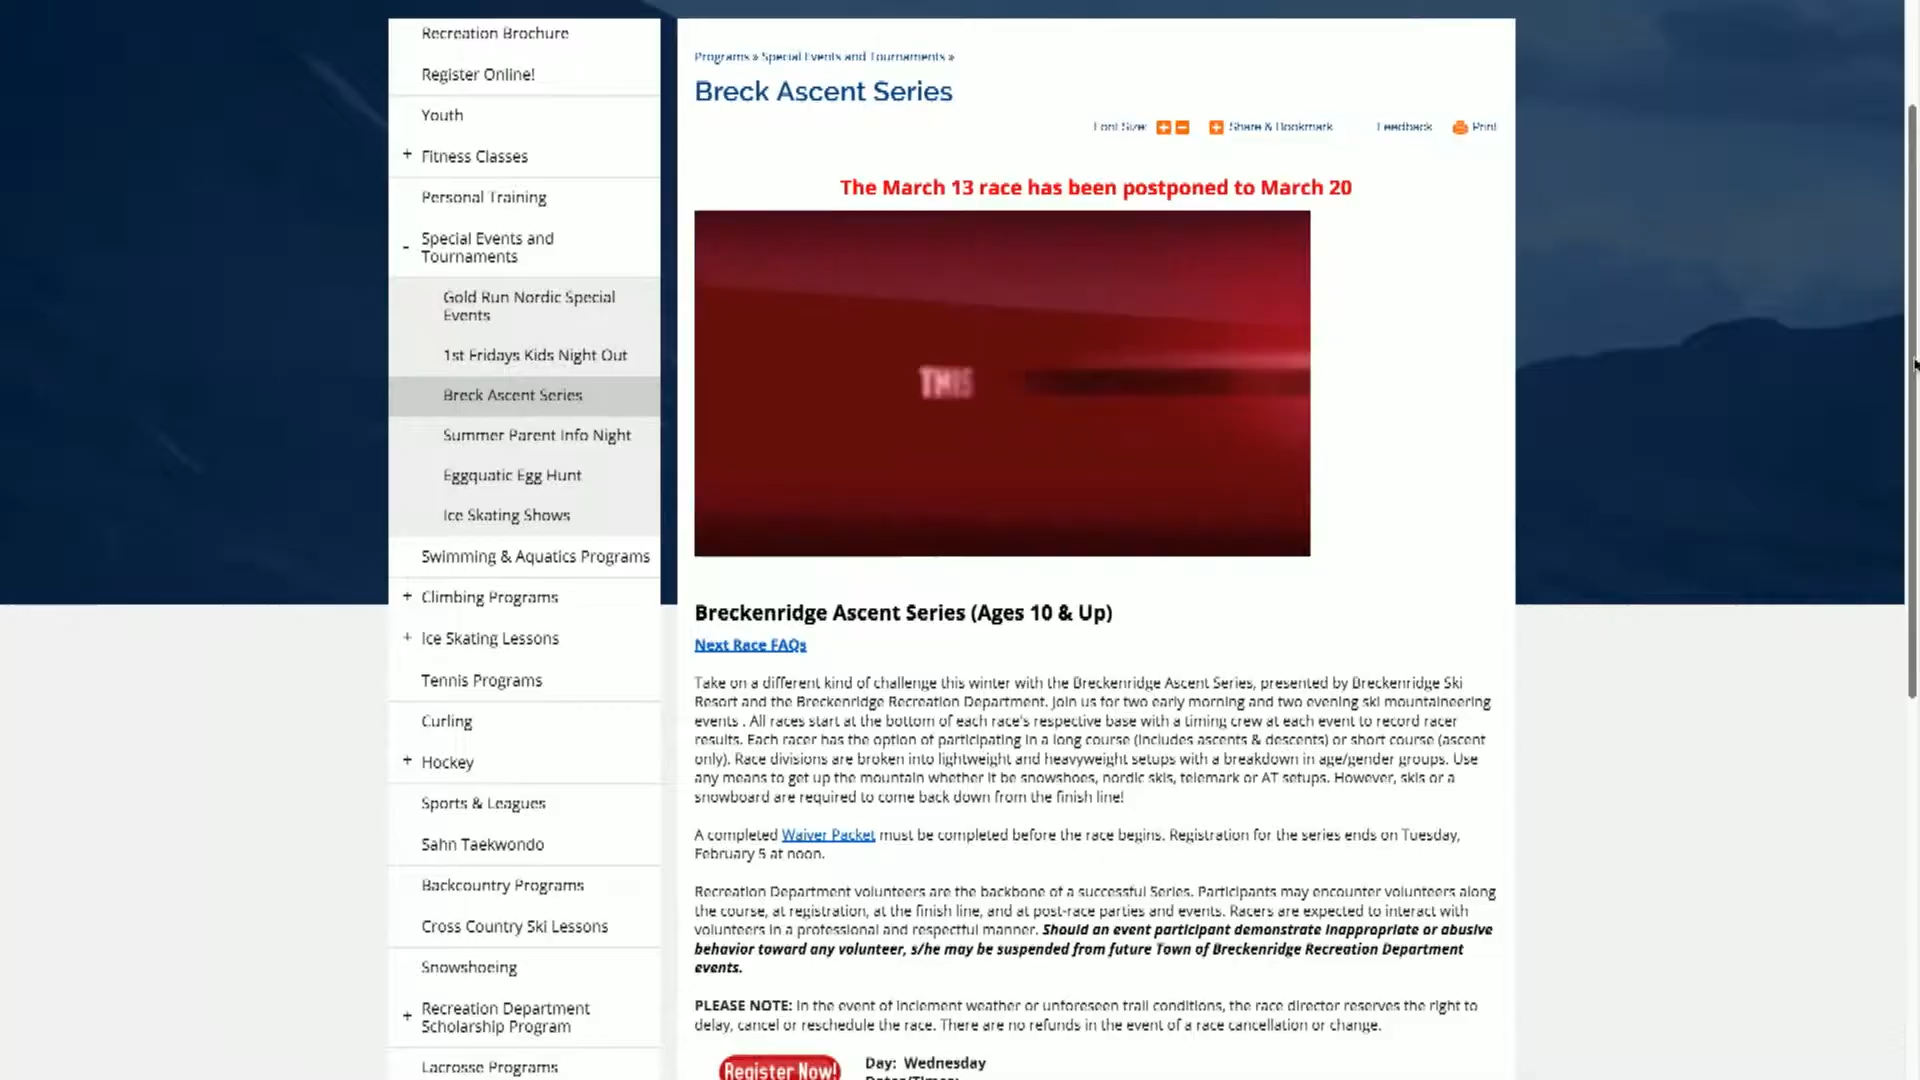 Recreation Brochure
Register Online!
Youth
+ Fitness Classes
Personal Training
- Special Events and
Tournaments
Gold Run Nordic Special
Events
1st Fridays Kids Night Out
Breck Ascent Series
Summer Parent Info Night
Eggquatic Egg Hunt
Ice Skating Shows
Swimming & Aquatics Programs
+ Climbing Programs
+ Ice Skating Lessons
Tennis Programs
Curling
+ Hockey
Sports & Leagues
Sahn Taekwondo
Backcountry Programs
Cross Country Ski Lessons
Snowshoeing
+ Recreation Department
Scholarship Program
Lacrosse Programs
Programs » Special Events and Tournaments »
Breck Ascent Series
Font Size: + - + Share & Bookmark Feedback Print
The March 13 race has been postponed to March 20
THIS
Breckenridge Ascent Series (Ages 10 & Up)
Next Race FAQs
Take on a different kind of challenge this winter with the Breckenridge Ascent Series, presented by Breckenridge Ski
Resort and the Breckenridge Recreation Department. Join us for two early morning and two evening ski mountaineering
events . All races start at the bottom of each race's respective base with a timing crew at each event to record racer
results. Each racer has the option of participating in a long course (includes ascents & descents) or short course (ascent
only). Race divisions are broken into lightweight and heavyweight setups with a breakdown in age/gender groups. Use
any means to get up the mountain whether it be snowshoes, nordic skis, telemark or AT setups. However, skis or a
snowboard are required to come back down from the finish line!
A completed Waiver Packet must be completed before the race begins. Registration for the series ends on Tuesday,
February 5 at noon.
Recreation Department volunteers are the backbone of a successful Series. Participants may encounter volunteers along
the course, at registration, at the finish line, and at post-race parties and events. Racers are expected to interact with
volunteers in a professional and respectful manner. Should an event participant demonstrate inappropriate or abusive
behavior toward any volunteer, s/he may be suspended from future Town of Breckenridge Recreation Department
events.
PLEASE NOTE: In the event of inclement weather or unforeseen trail conditions, the race director reserves the right to
delay, cancel or reschedule the race. There are no refunds in the event of a race cancellation or change.
Register Now!
Day: Wednesday
Dates/Times: